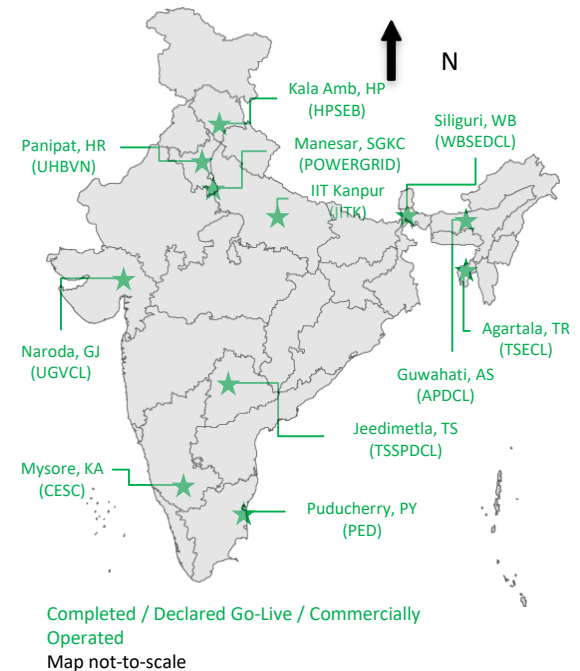 N
Kala Amb, HP
(HPSEB)
Siliguri, WB
(WBSEDCL)
Panipat, HR
(UHBVN)
Manesar, SGKC
(POWERGRID)
IIT Kanpur
(IITK)
Naroda, GJ
(UGVCL)
Agartala, TR
(TSECL)
Guwahati, AS
(APDCL)
Jeedimetla, TS
(TSSPDCL)
Mysore, KA
(CESC)
Puducherry, PY
(PED)
Completed / Declared Go-Live / Commercially
Operated
Map not-to-scale